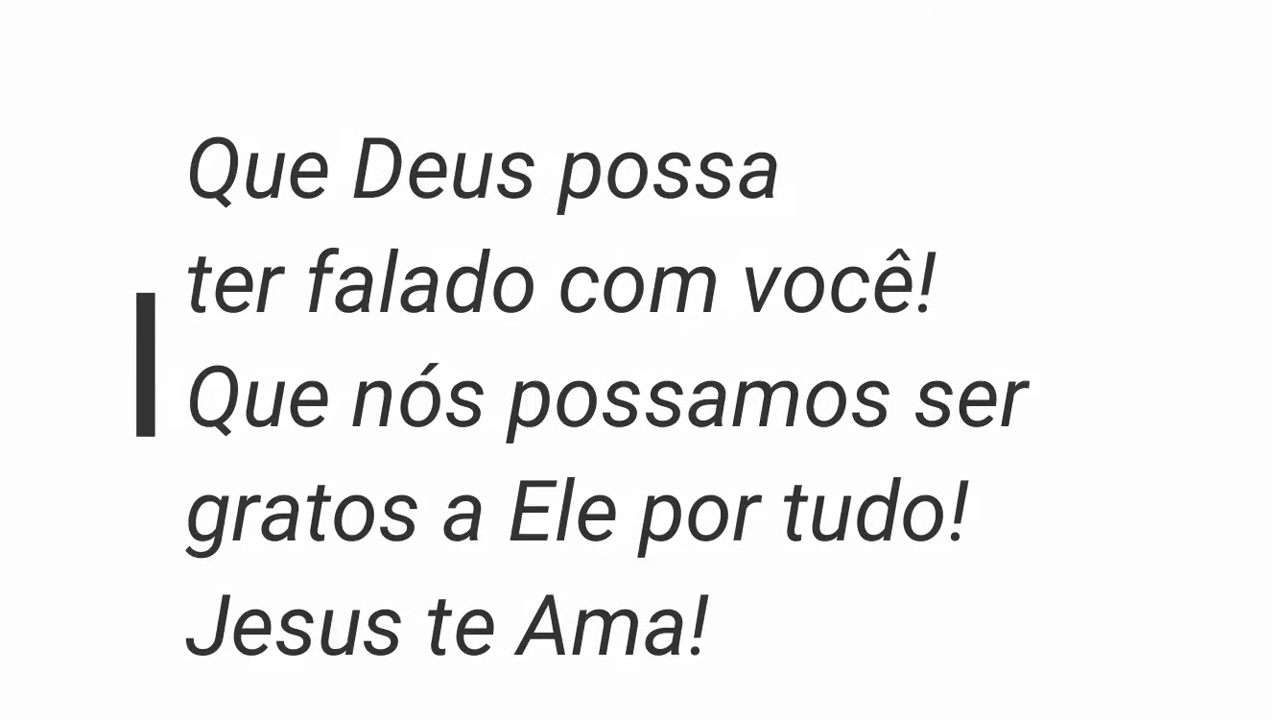 Que Deus possa
ter falado com você!
Que nós possamos ser
gratos a Ele por tudo!
Jesus te Ama!